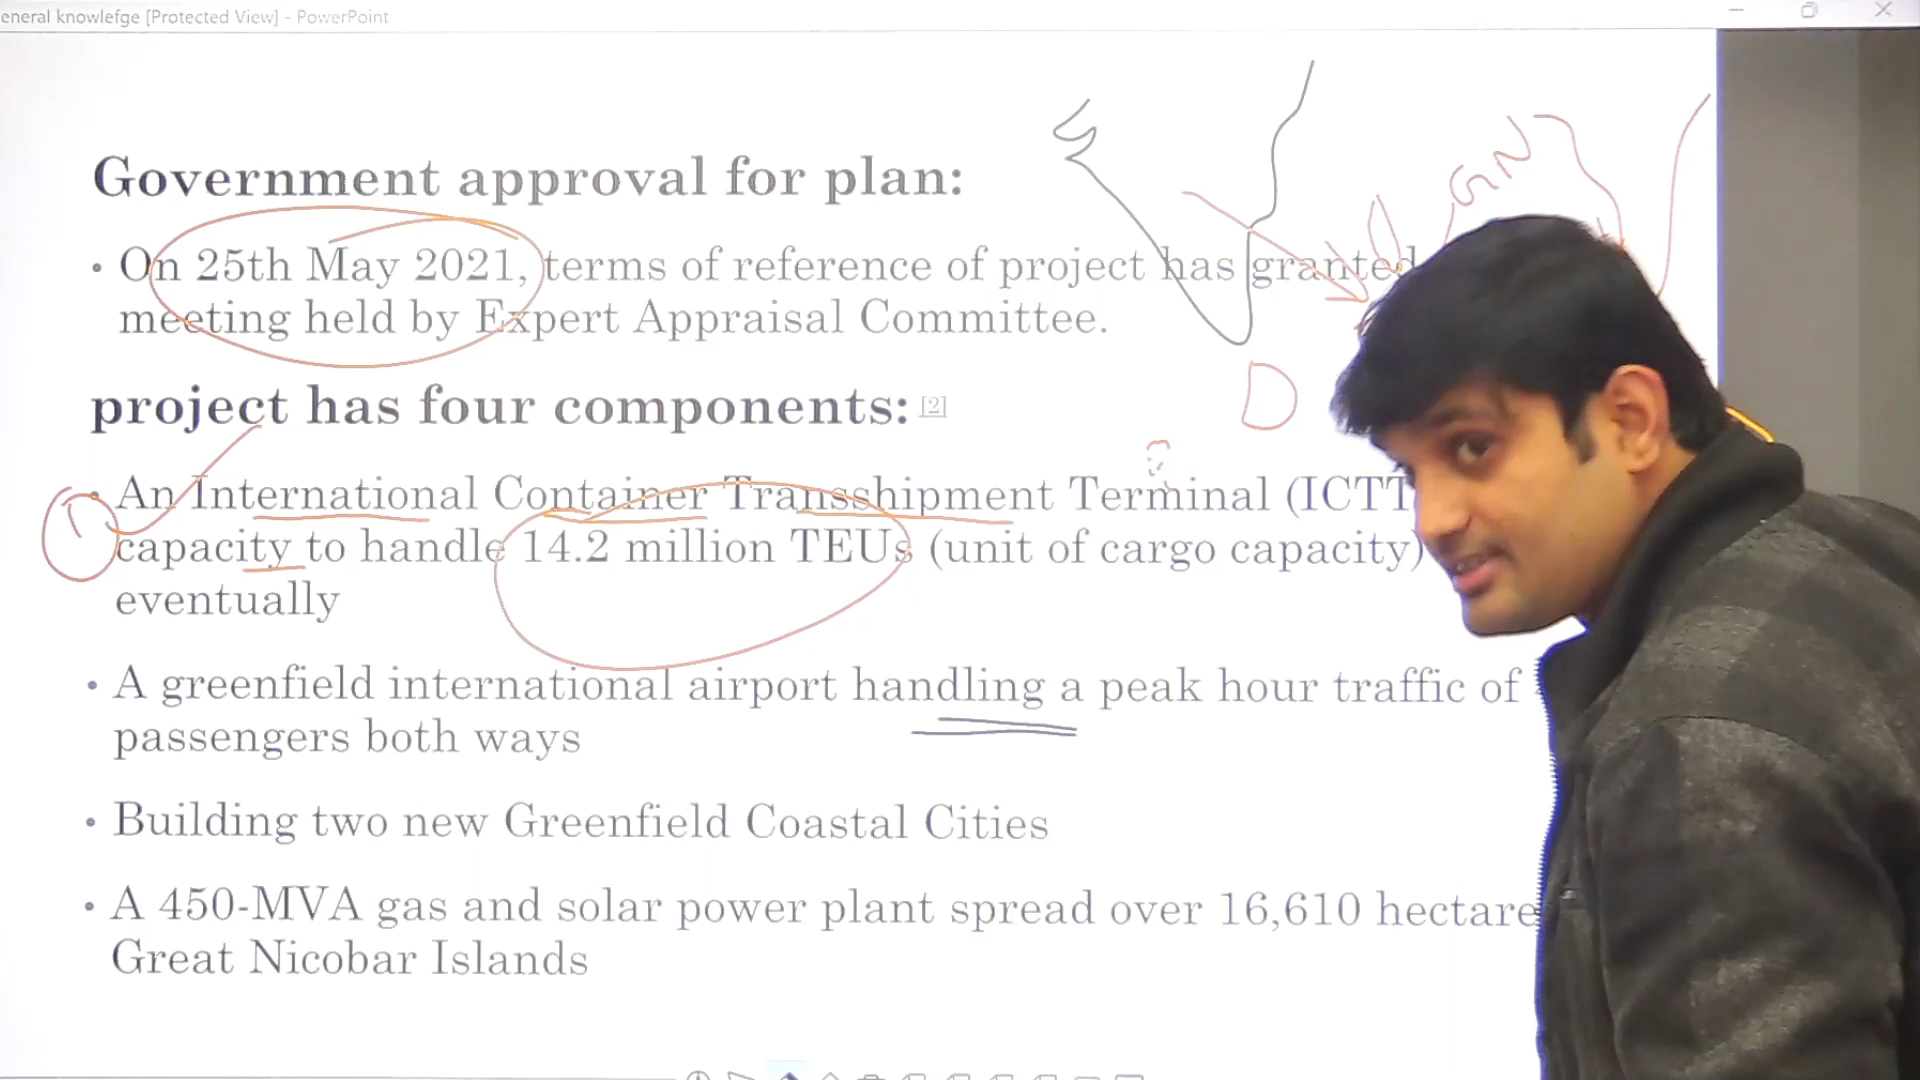 eneral knowlefge [Protected View] - PowerPoint
Government approval for plan:
• On 25th May 2021, terms of reference of project has granted
meeting held by Expert Appraisal Committee.
project has four components: [2]
• An International Container Transshipment Terminal (ICTT
capacity to handle 14.2 million TEUs (unit of cargo capacity)
eventually
• A greenfield international airport handling a peak hour traffic of
passengers both ways
• Building two new Greenfield Coastal Cities
• A 450-MVA gas and solar power plant spread over 16,610 hectare
Great Nicobar Islands
GN
D
1